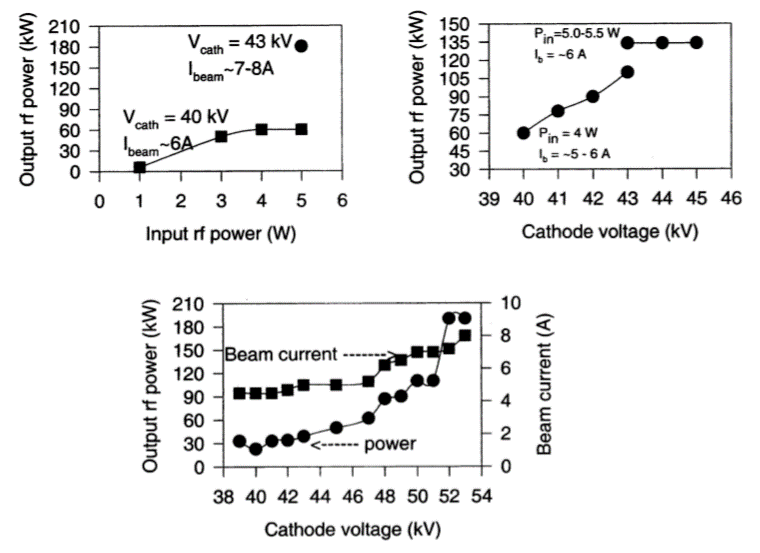 Output rf power (kW)
210
180
150
120
90
60
30
0
V_cath = 43 kV
I_beam~7-8A
V_cath = 40 kV
I_beam~6A
0 1 2 3 4 5 6
Input rf power (W)
Output rf power (kW)
150
135
120
105
90
75
60
45
30
P_in=5.0-5.5 W
I_b = ~6 A
P_in = 4 W
I_b = ~5 - 6 A
39 40 41 42 43 44 45 46
Cathode voltage (kV)
Output rf power (kW)
210
180
150
120
90
60
30
0
Beam current
power
10
8
6
4
2
0
Beam current (A)
38 40 42 44 46 48 50 52 54
Cathode voltage (kV)